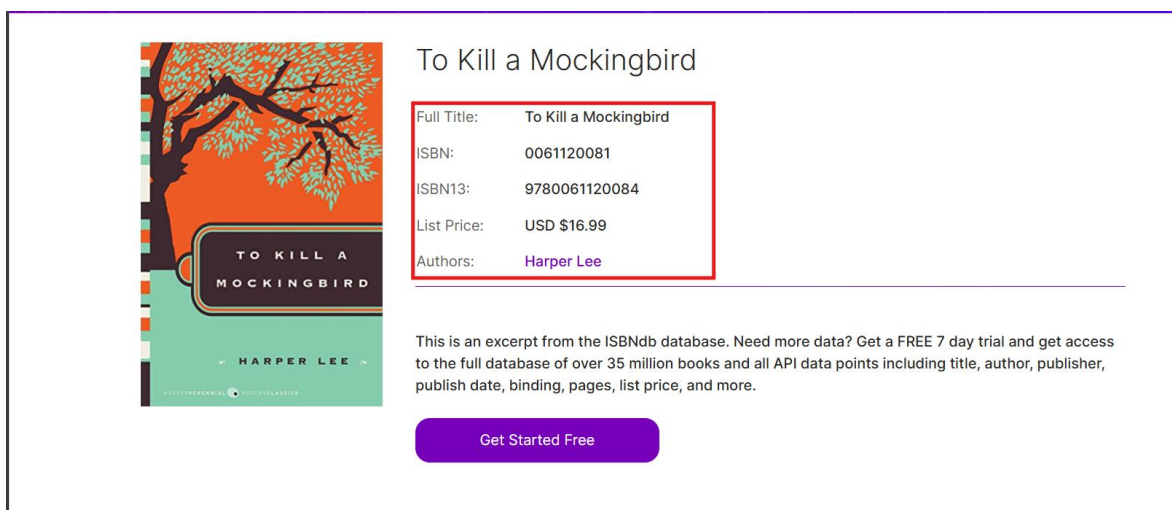 To Kill a Mockingbird
Full Title: To Kill a Mockingbird
ISBN: 0061120081
ISBN13: 9780061120084
List Price: USD $16.99
Authors: Harper Lee
TO KILL A
MOCKINGBIRD
HARPER LEE
HARPERPERENNIAL MODERNCLASSICS
This is an excerpt from the ISBNdb database. Need more data? Get a FREE 7 day trial and get access
to the full database of over 35 million books and all API data points including title, author, publisher,
publish date, binding, pages, list price, and more.
Get Started Free